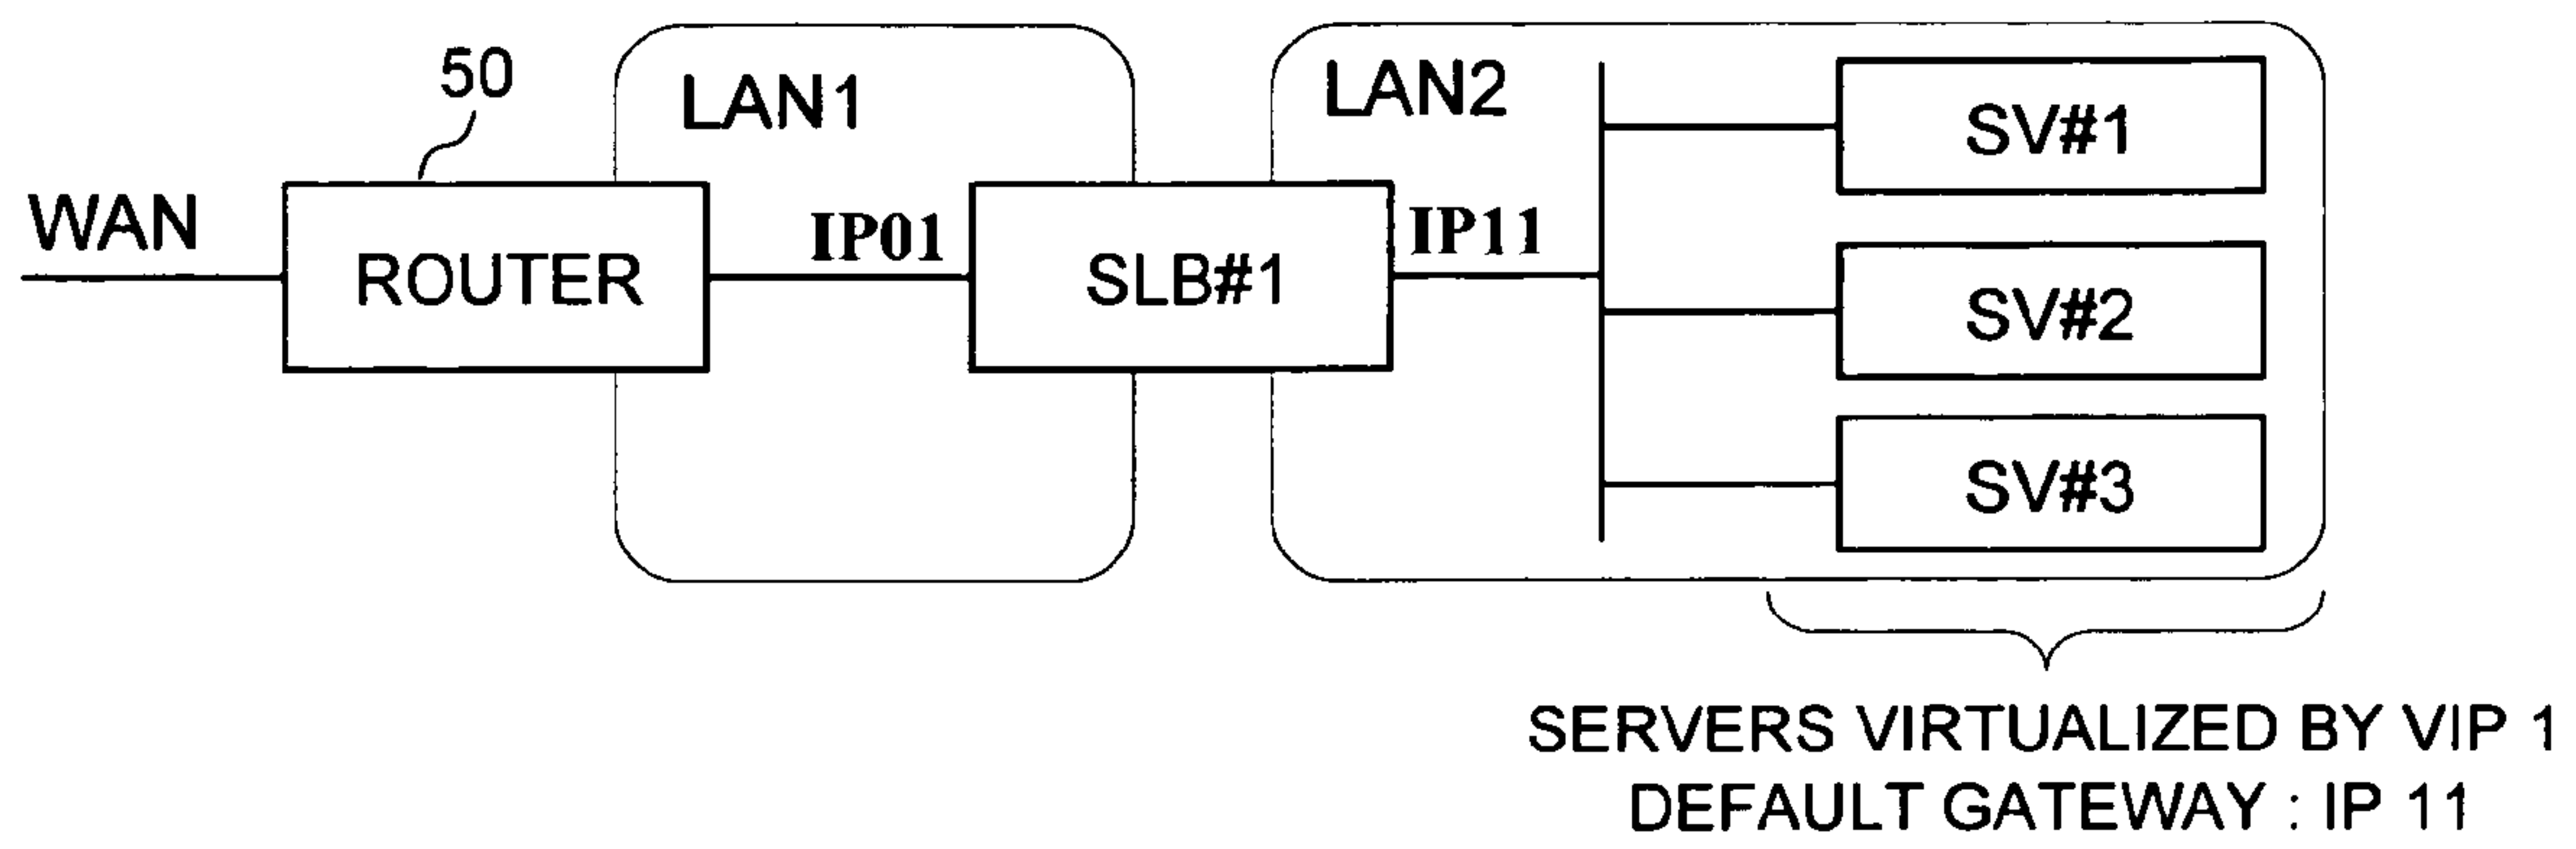 50
LAN1
LAN2
SV#1
WAN
ROUTER
IP01
SLB#1
IP11
SV#2
SV#3
SERVERS VIRTUALIZED BY VIP 1
DEFAULT GATEWAY : IP 11